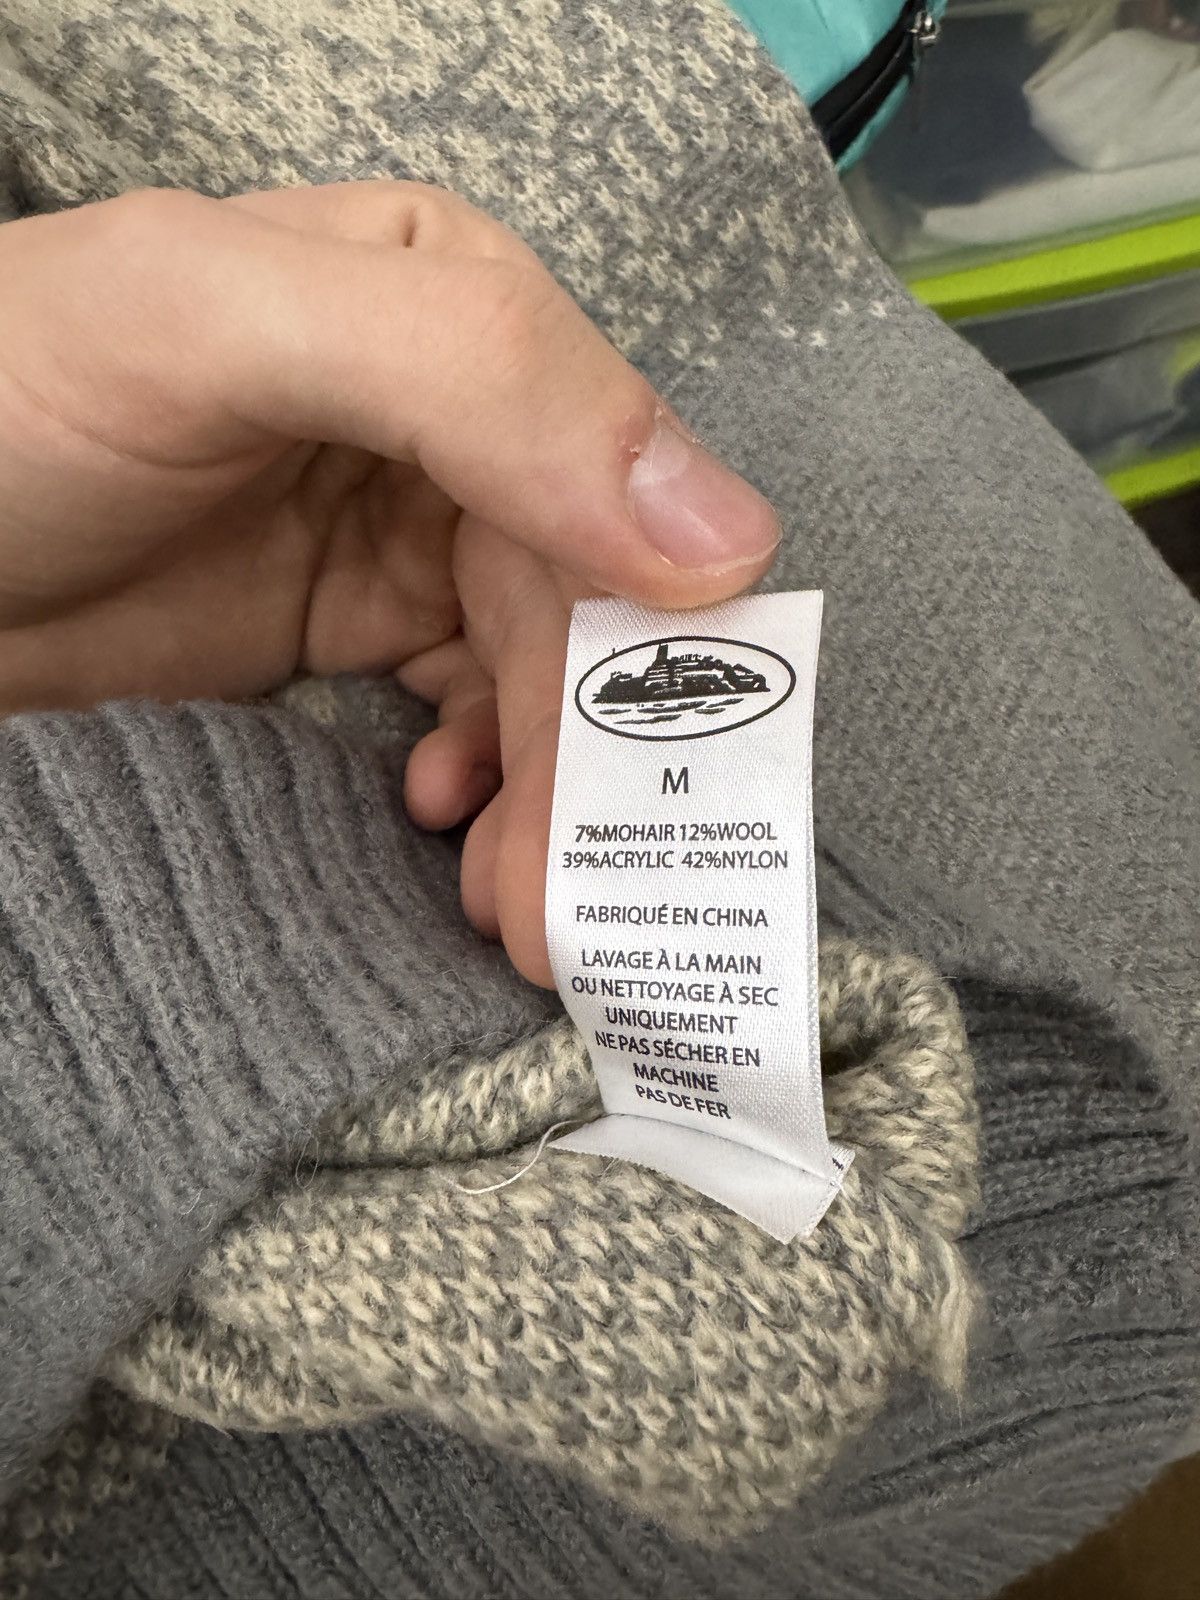 M
7%MOHAIR 12%WOOL
39%ACRYLIC 42%NYLON
FABRIQUÉ EN CHINA
LAVAGE À LA MAIN
OU NETTOYAGE À SEC
UNIQUEMENT
NE PAS SÉCHER EN
MACHINE
PAS DE FER